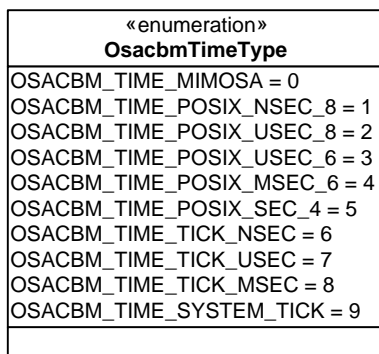 «enumeration»
OsacbmTimeType
OSACBM_TIME_MIMOSA = 0
OSACBM_TIME_POSIX_NSEC_8 = 1
OSACBM_TIME_POSIX_USEC_8 = 2
OSACBM_TIME_POSIX_USEC_6 = 3
OSACBM_TIME_POSIX_MSEC_6 = 4
OSACBM_TIME_POSIX_SEC_4 = 5
OSACBM_TIME_TICK_NSEC = 6
OSACBM_TIME_TICK_USEC = 7
OSACBM_TIME_TICK_MSEC = 8
OSACBM_TIME_SYSTEM_TICK = 9